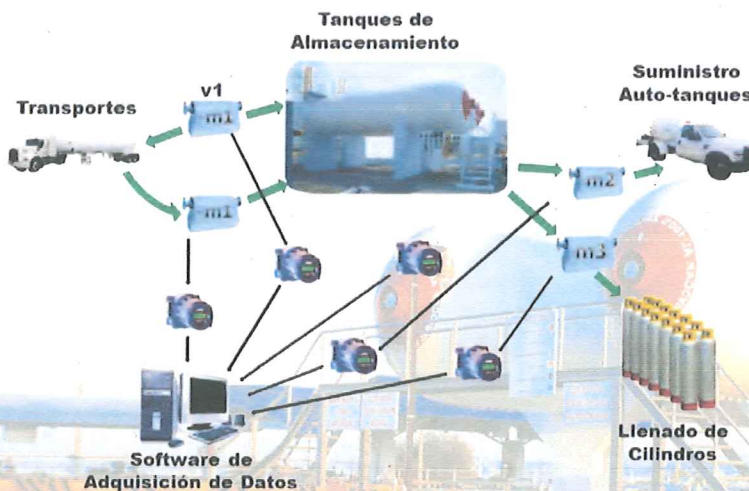 Tanques de
Almacenamiento
v1
Transportes
m1
m1
Suministro
Auto-tanques
m2
m3
Software de
Adquisición de Datos
Llenado de
Cilindros